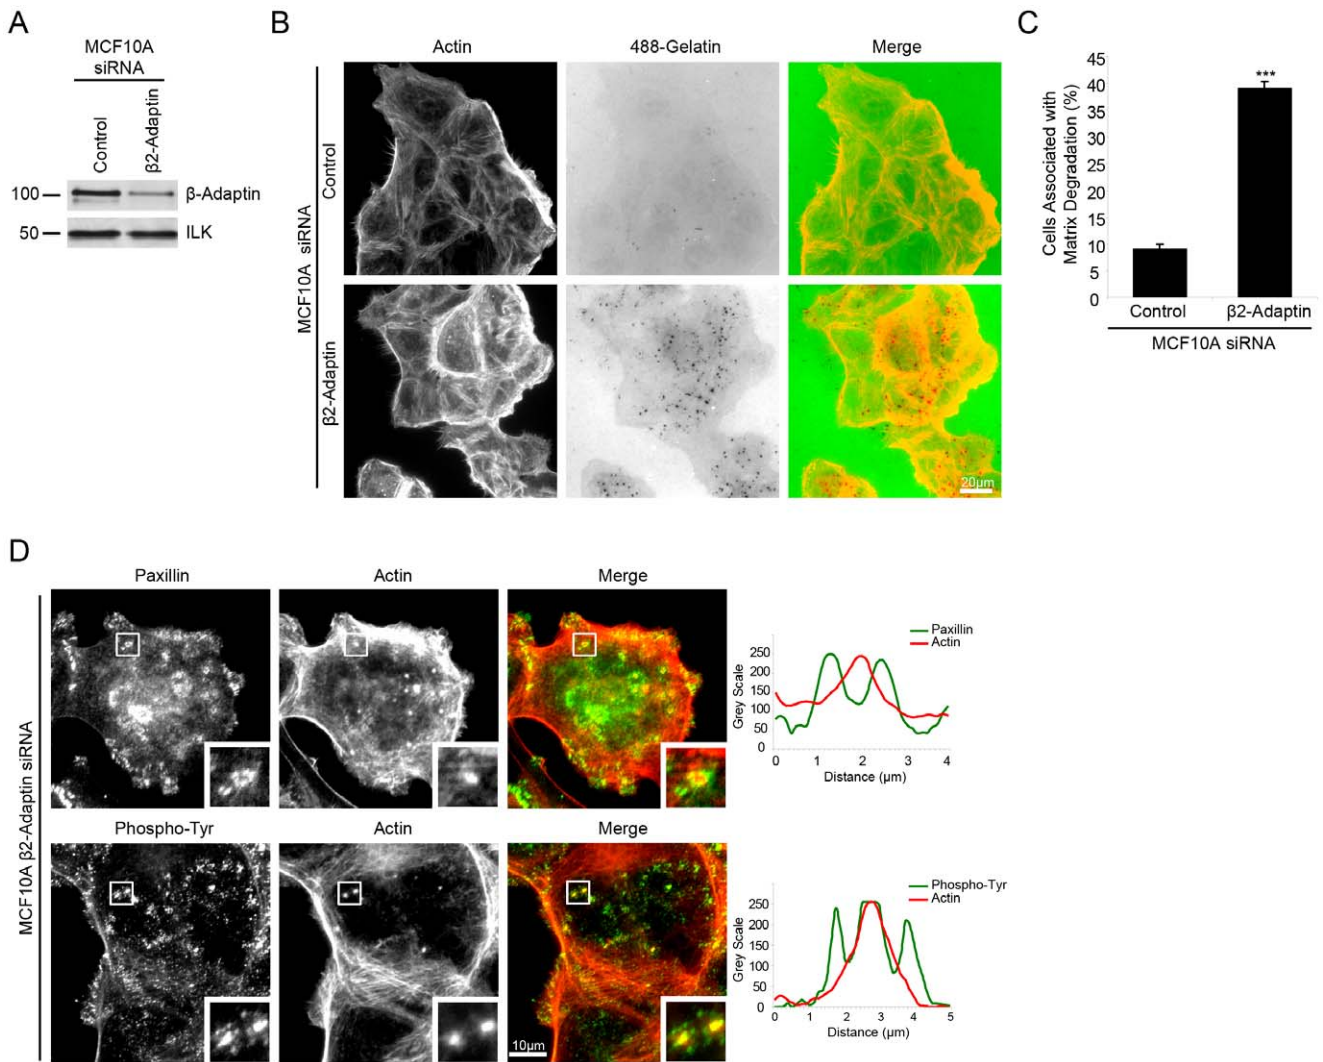 A
MCF10A
siRNA
Control
β2-Adaptin
100
β-Adaptin
50
ILK
B
Actin
488-Gelatin
Merge
MCF10A siRNA
Control
β2-Adaptin
20μm
C
Cells Associated with
Matrix Degradation (%)
45
40
35
30
25
20
15
10
5
0
***
Control
β2-Adaptin
MCF10A siRNA
D
MCF10A β2-Adaptin siRNA
Paxillin
Actin
Merge
Paxillin
Actin
Grey Scale
250
200
150
100
50
0
0 1 2 3 4
Distance (μm)
Phospho-Tyr
Actin
Merge
10μm
Phospho-Tyr
Actin
Grey Scale
250
200
150
100
50
0
0 1 2 3 4 5
Distance (μm)